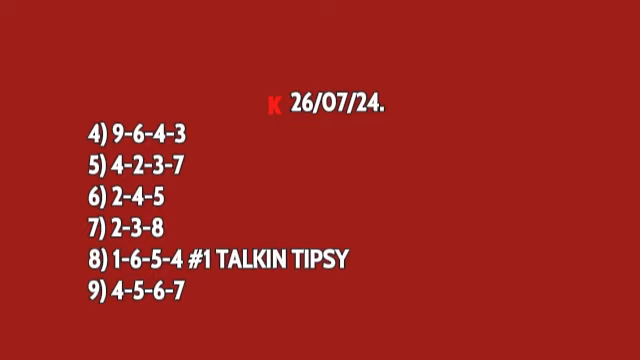 K 26/07/24.
4) 9-6-4-3
5) 4-2-3-7
6) 2-4-5
7) 2-3-8
8) 1-6-5-4 #1 TALKIN TIPSY
9) 4-5-6-7